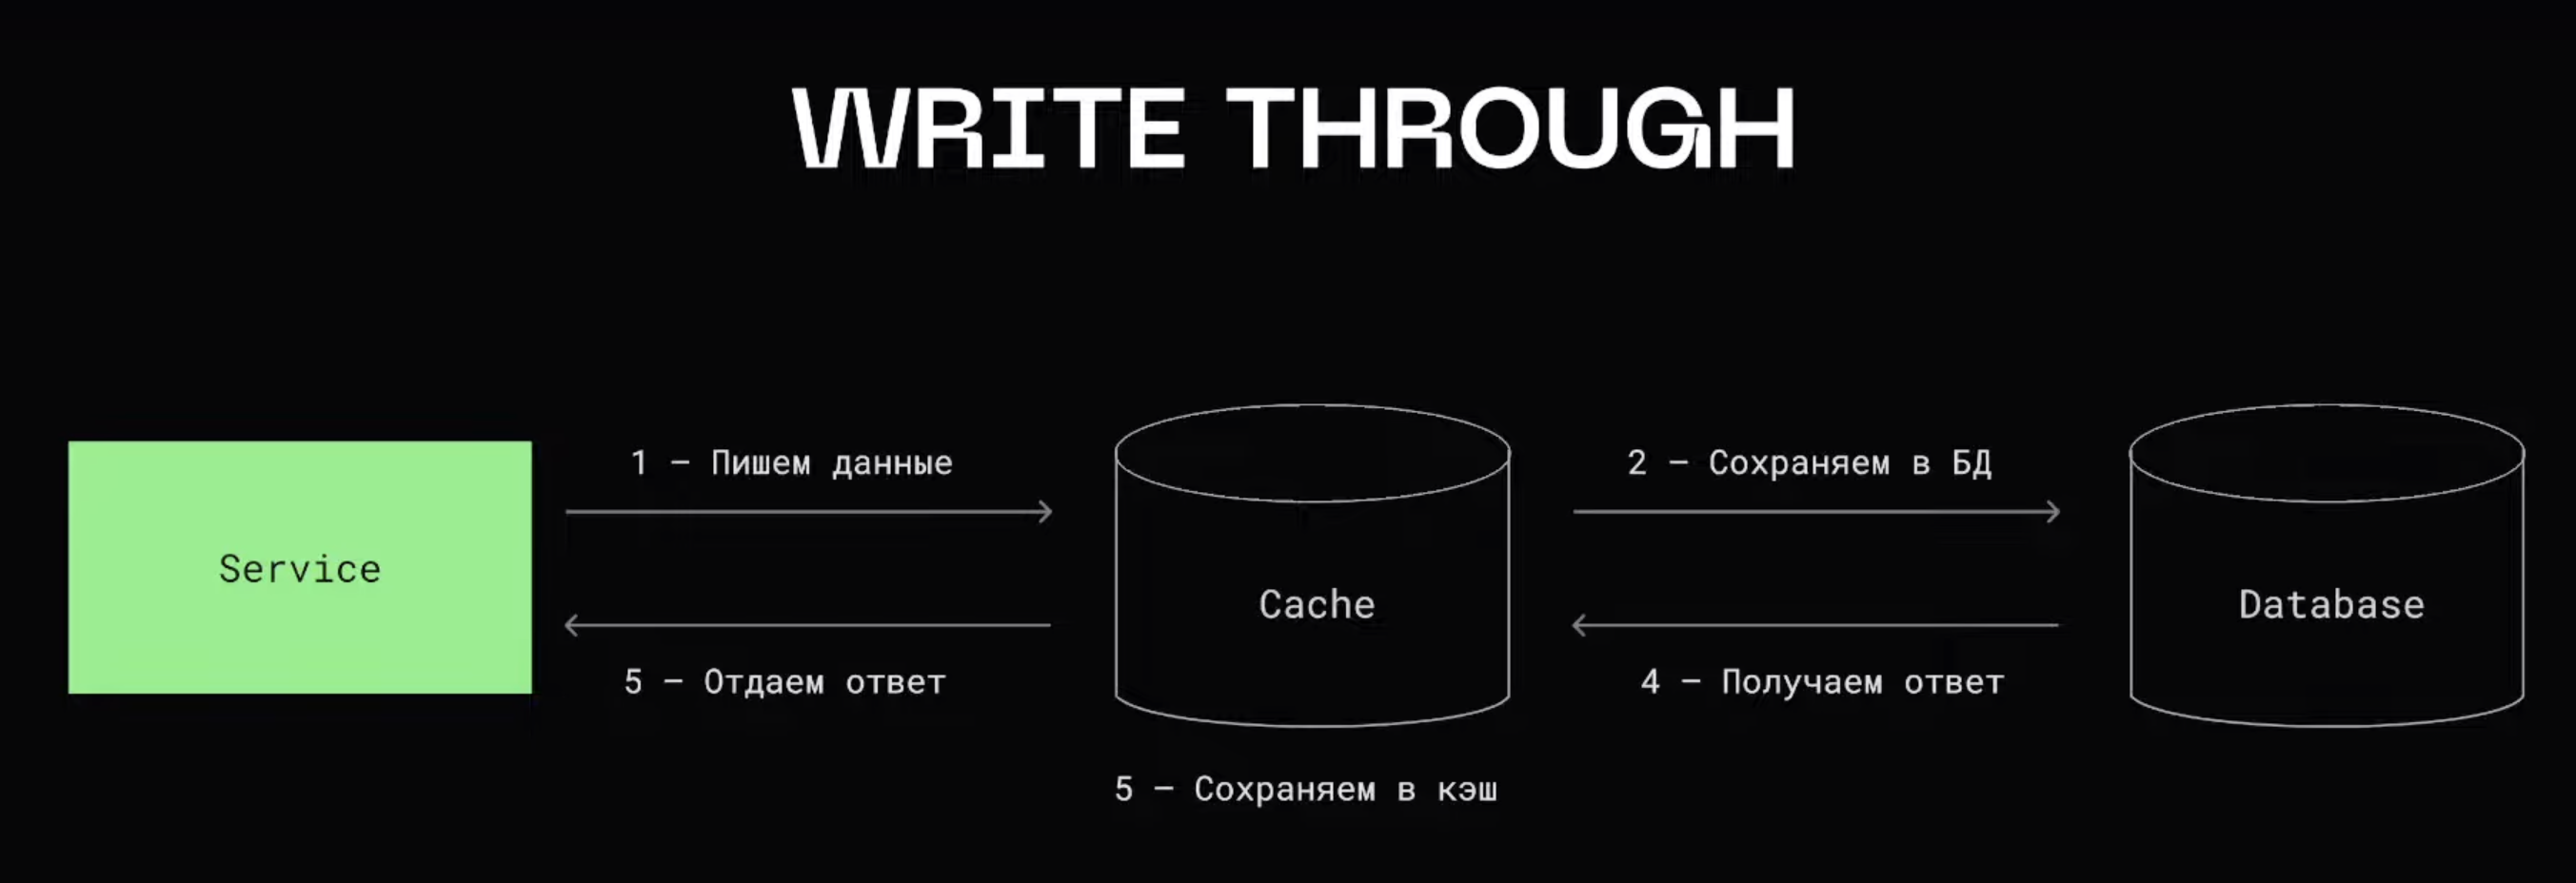 WRITE THROUGH
1 – Пишем данные
2 – Сохраняем в БД
Service
Cache
Database
5 – Отдаем ответ
4 – Получаем ответ
5 – Сохраняем в кэш